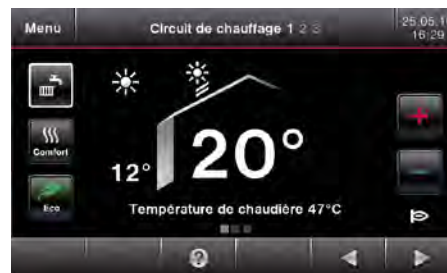 Menu
Circuit de chauffage 1 2 3
25.05.1
16:29
Comfort
12°
20°
Eco
Température de chaudière 47°C